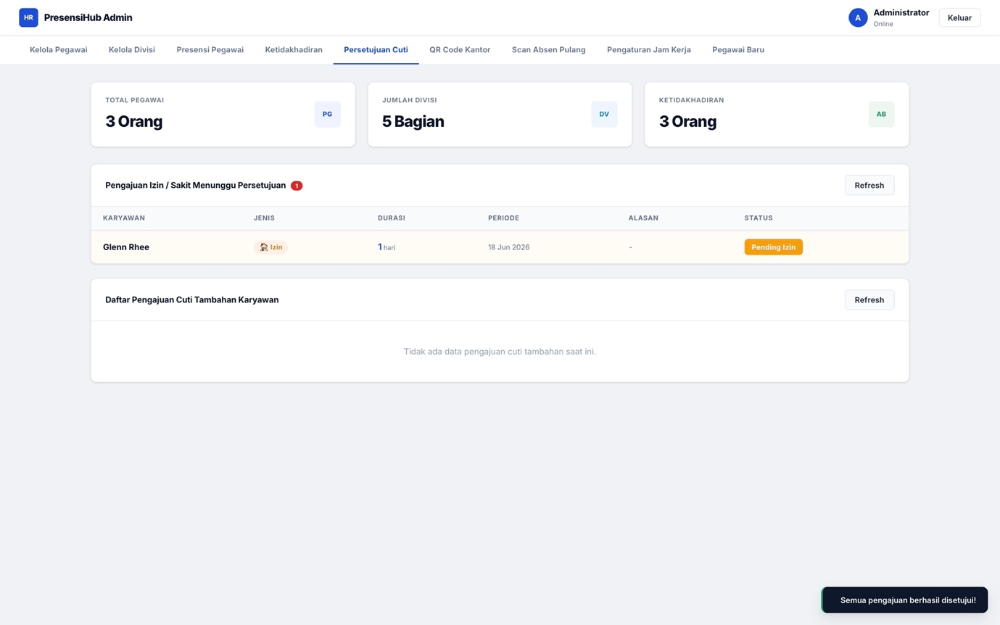 HR PresensiHub Admin
A Administrator
Online
Keluar
Kelola Pegawai Kelola Divisi Presensi Pegawai Ketidakhadiran Persetujuan Cuti QR Code Kantor Scan Absen Pulang Pengaturan Jam Kerja Pegawai Baru
TOTAL PEGAWAI
3 Orang
PG
JUMLAH DIVISI
5 Bagian
DV
KETIDAKHADIRAN
3 Orang
AB
Pengajuan Izin / Sakit Menunggu Persetujuan 1 Refresh
KARYAWAN JENIS DURASI PERIODE ALASAN STATUS
Glenn Rhee Izin 1 hari 18 Jun 2026 - Pending Izin
Daftar Pengajuan Cuti Tambahan Karyawan Refresh
Tidak ada data pengajuan cuti tambahan saat ini.
Semua pengajuan berhasil disetujui!